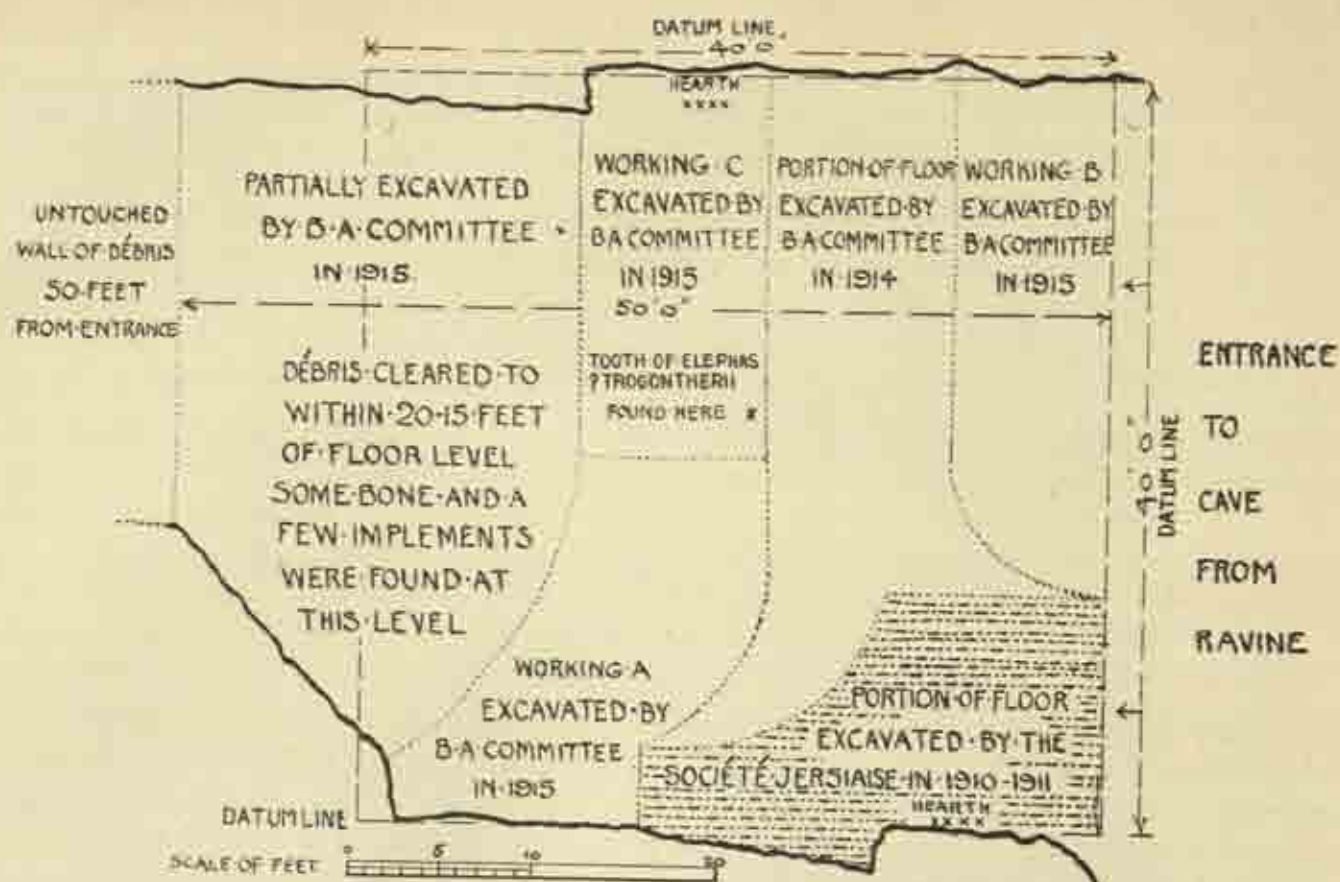 DATUM LINE.
40'0
HEARTH
××××
PARTIALLY EXCAVATED
BY B·A·COMMITTEE
IN·1915.
WORKING·C
EXCAVATED·BY
B·A COMMITTEE
IN 1915
PORTION·OF·FLOOR
EXCAVATED·BY
B·A COMMITTEE
IN·1914
WORKING·B
EXCAVATED·BY
B·A COMMITTEE
IN·1915
UNTOUCHED
WALL·OF·DÉBRIS
50·FEET
FROM·ENTRANCE
50'0"
DÉBRIS·CLEARED·TO
WITHIN·20·15·FEET
OF·FLOOR LEVEL
SOME·BONE·AND·A
FEW·IMPLEMENTS
WERE·FOUND·AT
THIS·LEVEL
TOOTH OF ELEPHAS
? TROGONTHERII
FOUND HERE ×
40'0"
DATUM LINE
ENTRANCE
TO
CAVE
FROM
RAVINE
WORKING·A
EXCAVATED·BY
B·A·COMMITTEE
IN·1915
PORTION·OF·FLOOR
EXCAVATED·BY·THE
SOCIÉTÉ JERSIAISE·IN 1910-1911
HEARTH
××××
DATUM LINE
SCALE OF FEET
0 5 10 20